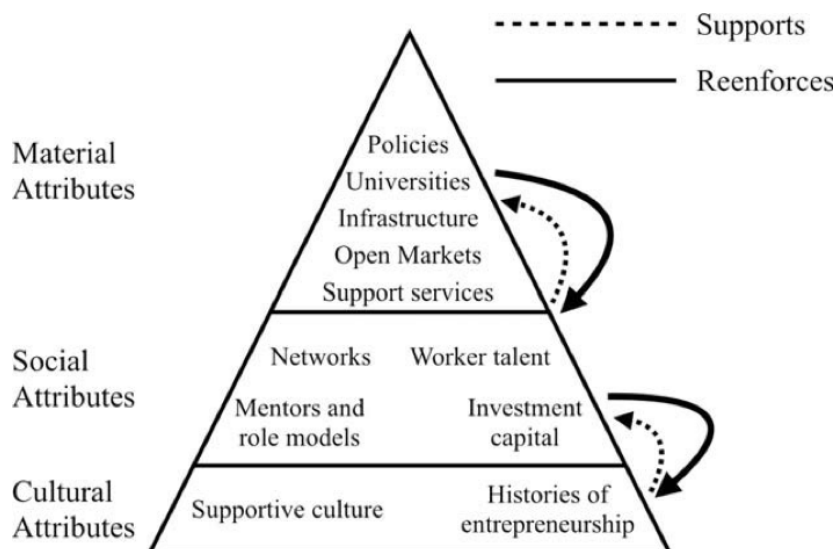 Supports
Reenforces
Material
Attributes
Policies
Universities
Infrastructure
Open Markets
Support services
Social
Attributes
Networks Worker talent
Mentors and
role models
Investment
capital
Cultural
Attributes
Supportive culture
Histories of
entrepreneurship